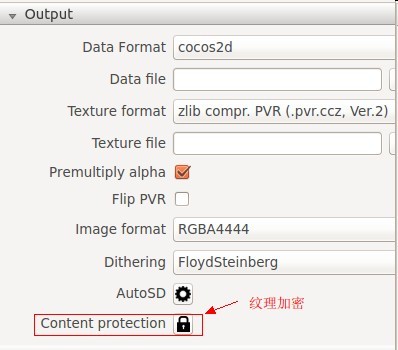 Output
Data Format cocos2d
Data file
Texture format zlib compr. PVR (.pvr.ccz, Ver.2)
Texture file
Premultiply alpha
Flip PVR
Image format RGBA4444
Dithering FloydSteinberg
AutoSD
Content protection 纹理加密